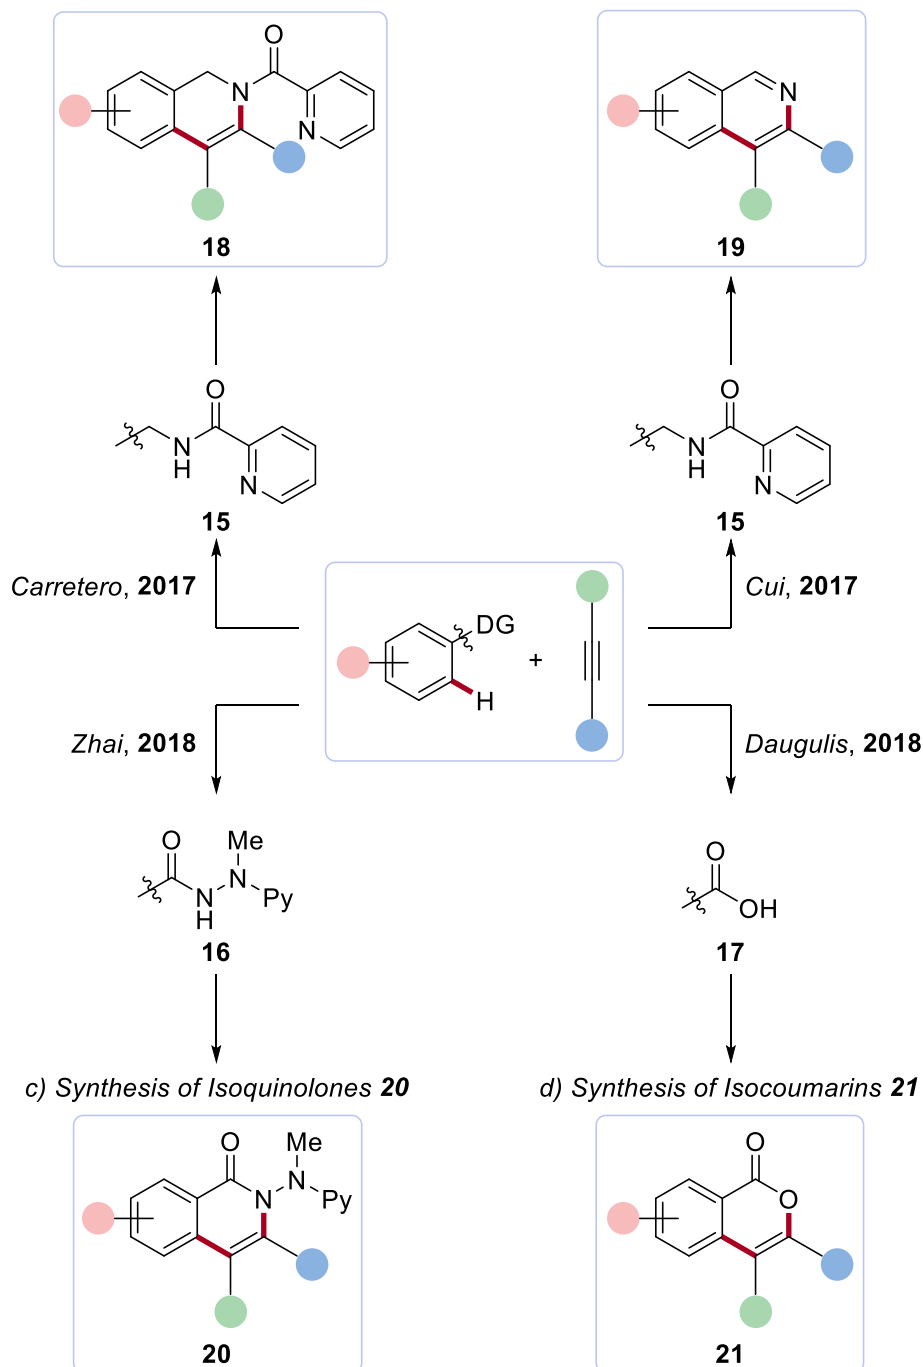 O
N
N
18
N
19
O
N
H
N
15
O
N
H
N
15
Carretero, 2017
Cui, 2017
DG
+
H
Zhai, 2018
Daugulis, 2018
O
Me
N
N
H
Py
16
O
OH
17
c) Synthesis of Isoquinolones 20
d) Synthesis of Isocoumarins 21
O
Me
N
N
Py
20
O
O
21